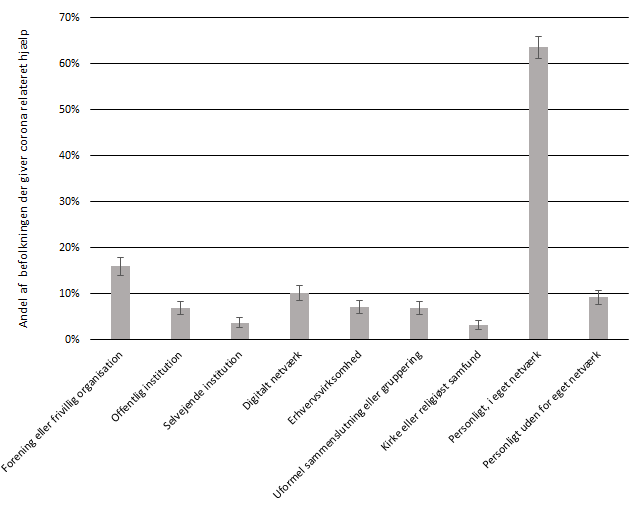 Andel af befolkningen der giver corona relateret hjælp
70%
60%
50%
40%
30%
20%
10%
0%
Forening eller frivillig organisation
Offentlig institution
Selvejende institution
Digitalt netværk
Erhvervsvirksomhed
Uformel sammenslutning eller gruppering
Kirke eller religiøst samfund
Personligt, i eget netværk
Personligt uden for eget netværk